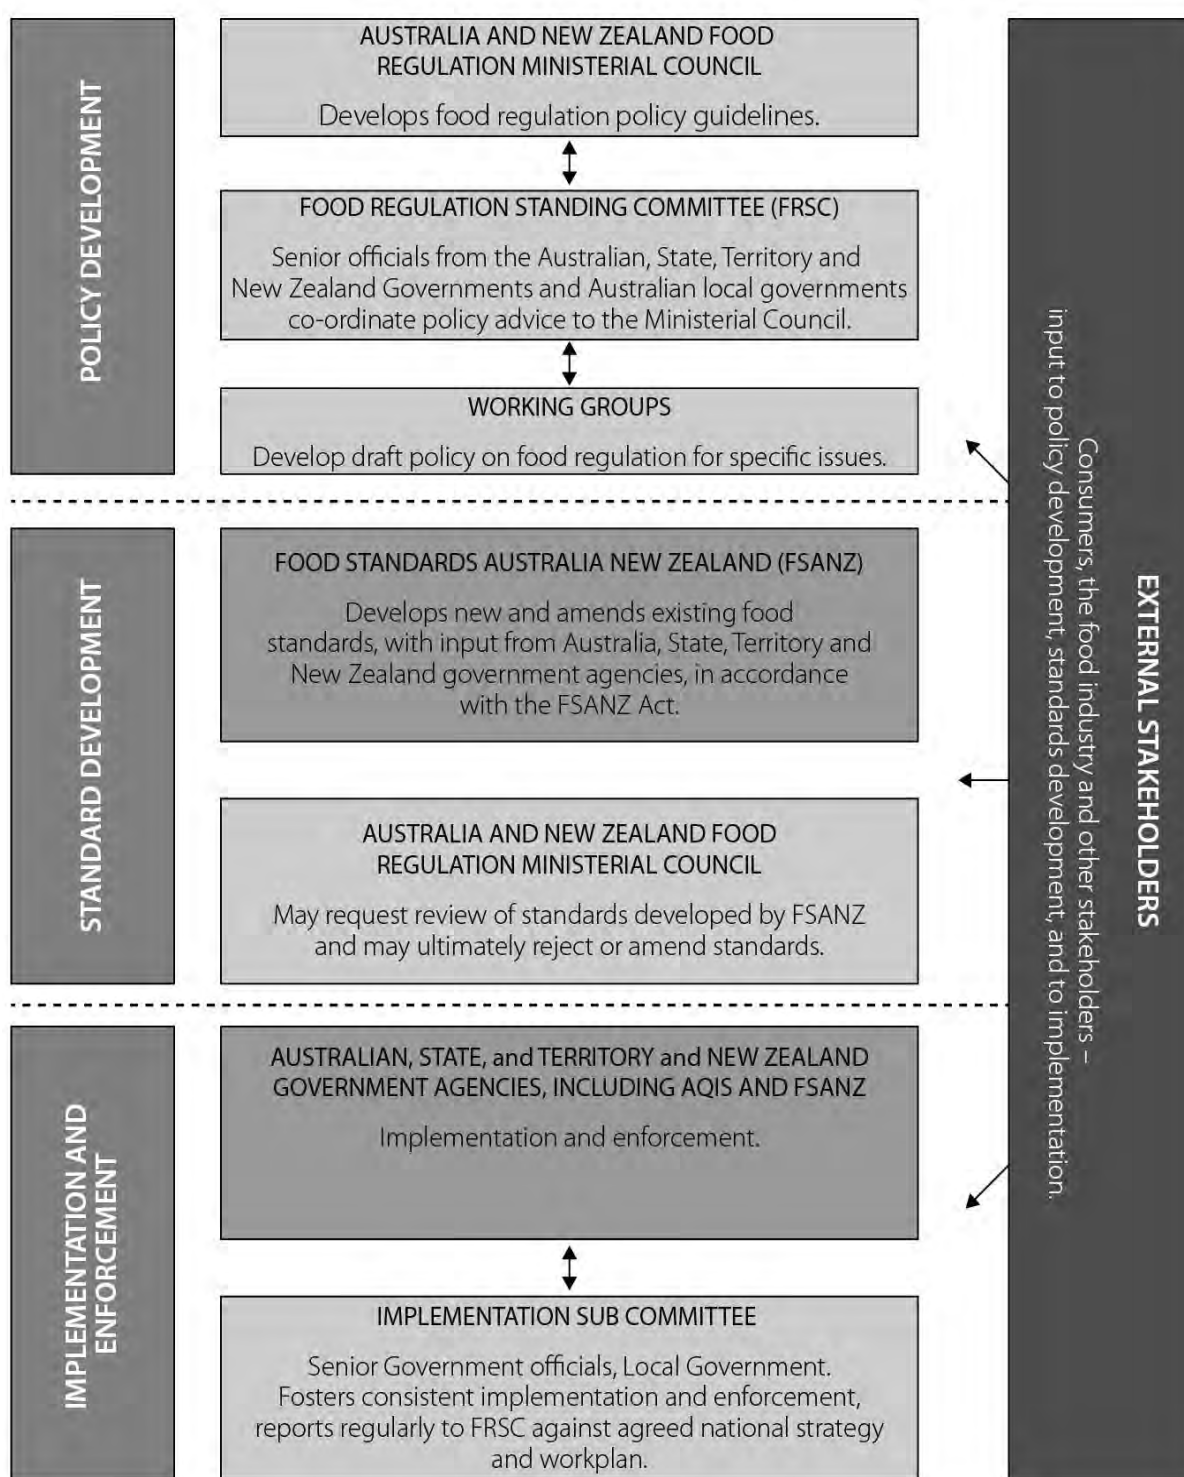 POLICY DEVELOPMENT
AUSTRALIA AND NEW ZEALAND FOOD
REGULATION MINISTERIAL COUNCIL
Develops food regulation policy guidelines.
FOOD REGULATION STANDING COMMITTEE (FRSC)
Senior officials from the Australian, State, Territory and
New Zealand Governments and Australian local governments
co-ordinate policy advice to the Ministerial Council.
WORKING GROUPS
Develop draft policy on food regulation for specific issues.
STANDARD DEVELOPMENT
FOOD STANDARDS AUSTRALIA NEW ZEALAND (FSANZ)
Develops new and amends existing food
standards, with input from Australia, State, Territory and
New Zealand government agencies, in accordance
with the FSANZ Act.
AUSTRALIA AND NEW ZEALAND FOOD
REGULATION MINISTERIAL COUNCIL
May request review of standards developed by FSANZ
and may ultimately reject or amend standards.
IMPLEMENTATION AND
ENFORCEMENT
AUSTRALIAN, STATE, and TERRITORY and NEW ZEALAND
GOVERNMENT AGENCIES, INCLUDING AQIS AND FSANZ
Implementation and enforcement.
IMPLEMENTATION SUB COMMITTEE
Senior Government officials, Local Government.
Fosters consistent implementation and enforcement,
reports regularly to FRSC against agreed national strategy
and workplan.
EXTERNAL STAKEHOLDERS
Consumers, the food industry and other stakeholders –
input to policy development, standards development, and to implementation.